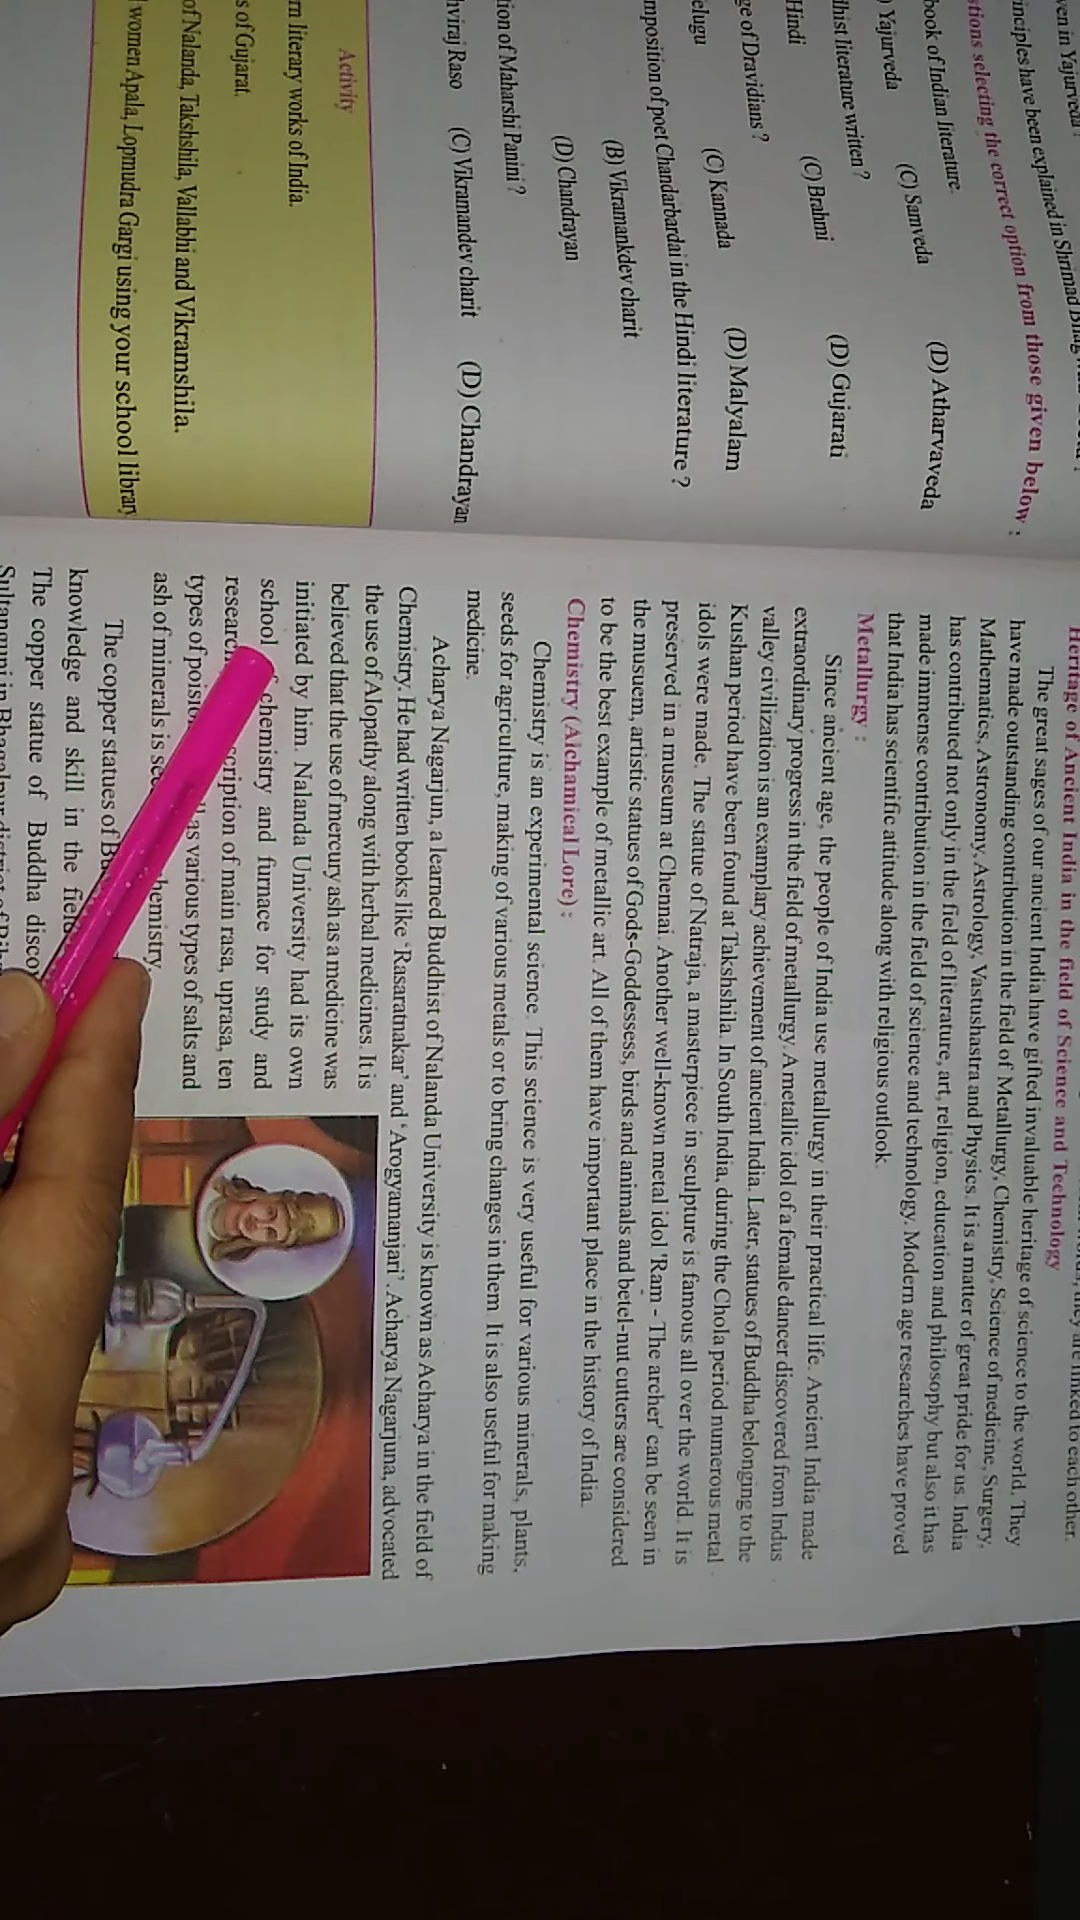 ven in Yajurveda ?
inciples have been explained in Shrimad
stions selecting the correct option from those given below :
book of Indian literature.
) Yajurveda (C) Samveda (D) Atharvaveda
dhist literature written ?
Hindi (C) Brahmi (D) Gujarati
ge of Dravidians ?
elugu (C) Kannada (D) Malyalam
mposition of poet Chandarbardai in the Hindi literature ?
(B) Vikramankdev charit
(D) Chandrayan
tion of Maharshi Panini ?
hviraj Raso (C) Vikramandev charit (D) Chandrayan
Activity
rn literary works of India.
s of Gujarat.
of Nalanda, Takshshila, Vallabhi and Vikramshila.
women Apala, Lopmudra Gargi using your school library
linked to each other.
Heritage of Ancient India in the field of Science and Technology
The great sages of our ancient India have gifted invaluable heritage of science to the world. They
have made outstanding contribution in the field of Metallurgy, Chemistry, Science of medicine, Surgery,
Mathematics, Astronomy, Astrology, Vastushastra and Physics. It is a matter of great pride for us. India
has contributed not only in the field of literature, art, religion, education and philosophy but also it has
made immense contribution in the field of science and technology. Modern age researches have proved
that India has scientific attitude along with religious outlook.
Metallurgy :
Since ancient age, the people of India use metallurgy in their practical life. Ancient India made
extraordinary progress in the field of metallurgy. A metallic idol of a female dancer discovered from Indus
valley civilization is an examplary achievement of ancient India. Later, statues of Buddha belonging to the
Kushan period have been found at Takshshila. In South India, during the Chola period numerous metal
idols were made. The statue of Natraja, a masterpiece in sculpture is famous all over the world. It is
preserved in a museum at Chennai. Another well-known metal idol 'Ram - The archer' can be seen in
the musuem, artistic statues of Gods-Goddessess, birds and animals and betel-nut cutters are considered
to be the best example of metallic art. All of them have important place in the history of India.
Chemistry (Alchamical Lore) :
Chemistry is an experimental science. This science is very useful for various minerals, plants,
seeds for agriculture, making of various metals or to bring changes in them. It is also useful for making
medicine.
Acharya Nagarjun, a learned Buddhist of Nalanda University is known as Acharya in the field of
Chemistry. He had written books like 'Rasaratnakar' and 'Arogyamanjari'. Acharya Nagarjuna, advocated
the use of Alopathy along with herbal medicines. It is
believed that the use of mercury ash as a medicine was
initiated by him. Nalanda University had its own
school chemistry and furnace for study and
cription of main rasa, uprasa, ten
types of as various types of salts and
ash of minerals is hemistry.
The copper statues of
knowledge and skill in the
The copper statue of Buddha